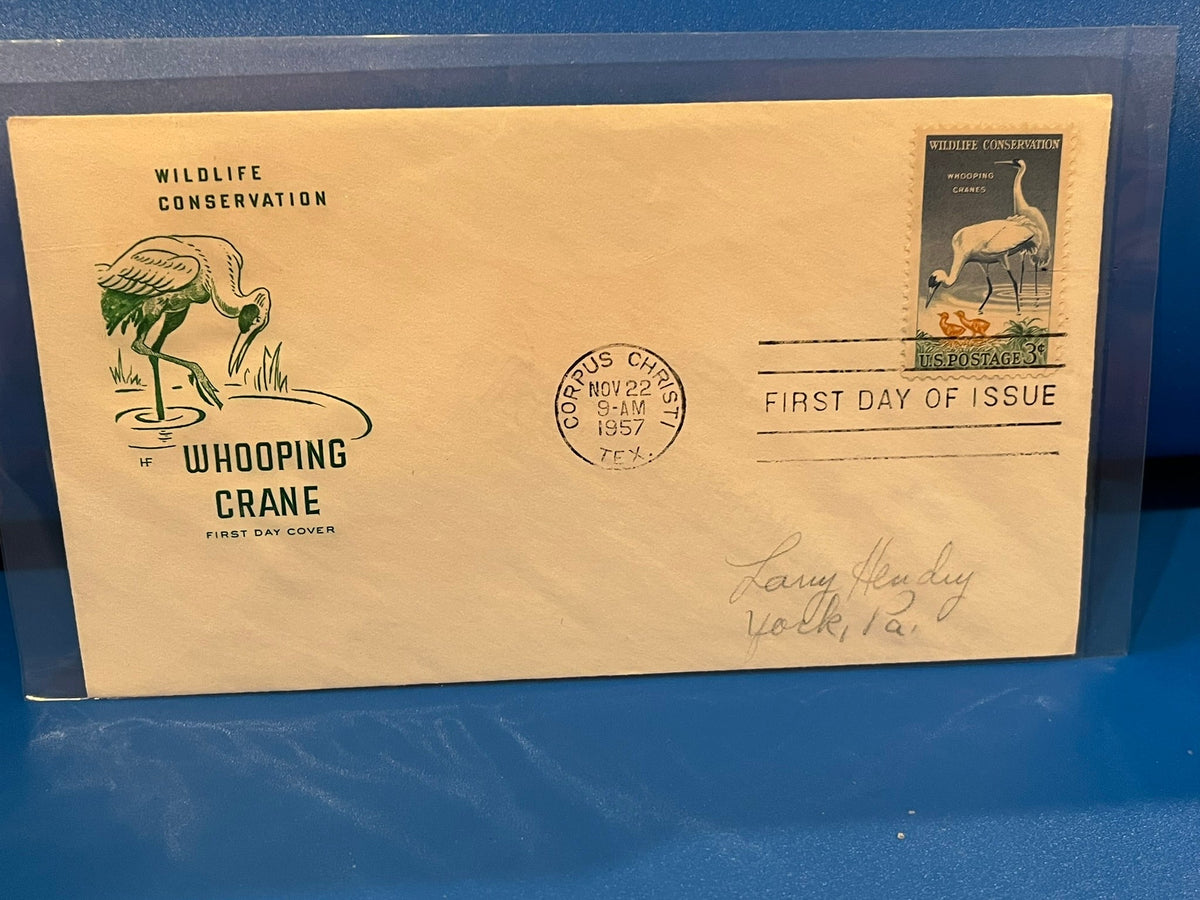 WILDLIFE
CONSERVATION
HF
WHOOPING
CRANE
FIRST DAY COVER
CORPUS CHRISTI
NOV 22
9-AM
1957
TEX.
WILDLIFE CONSERVATION
WHOOPING
CRANES
U.S. POSTAGE 3¢
FIRST DAY OF ISSUE
Larry Hendry
York, Pa.